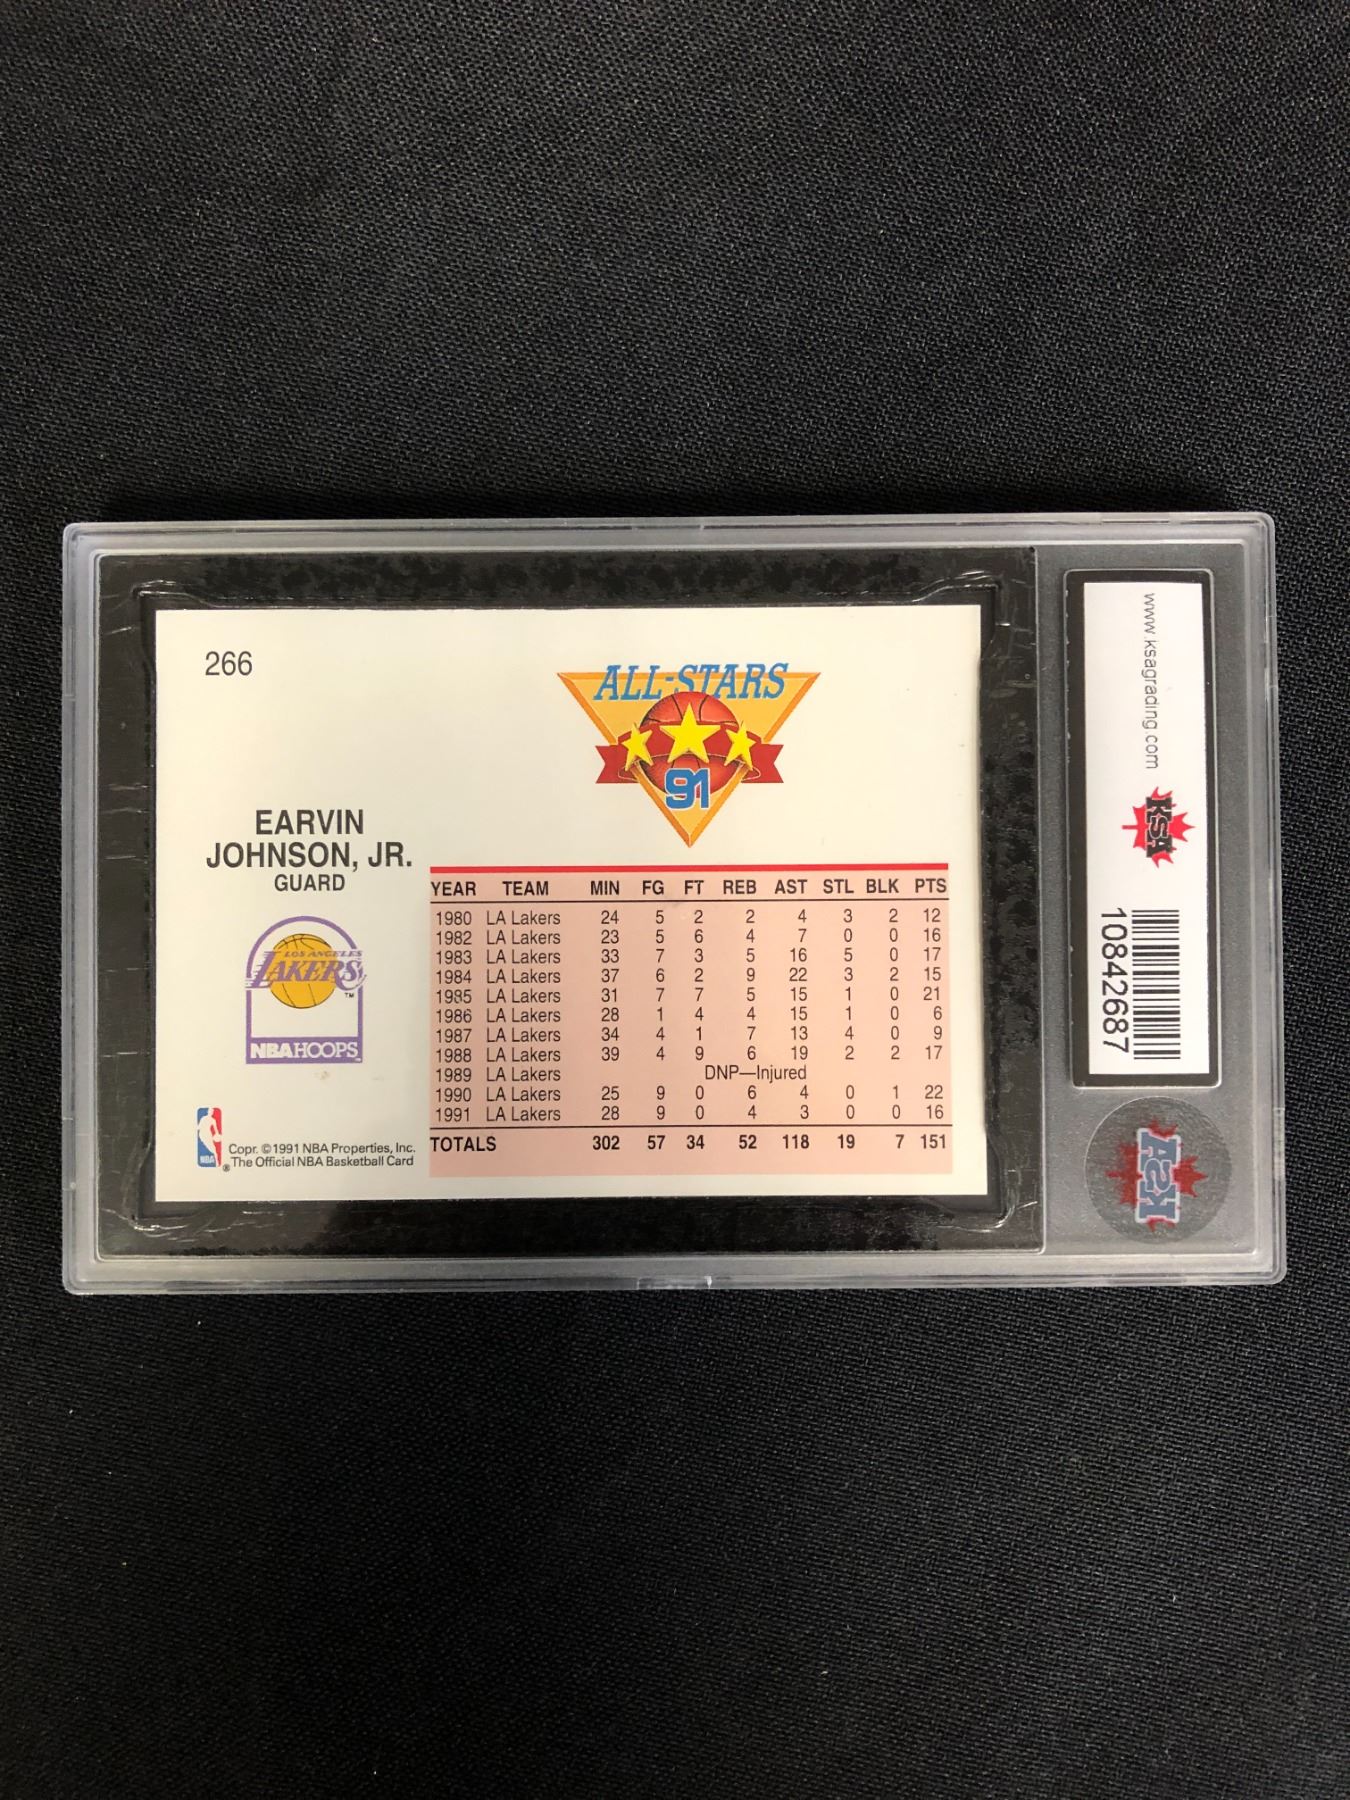 266
ALL-STARS
91
EARVIN
JOHNSON, JR.
GUARD
LOS ANGELES
LAKERS
TM
NBA HOOPS
YEAR TEAM MIN FG FT REB AST STL BLK PTS
1980 LA Lakers 24 5 2 2 4 3 2 12
1982 LA Lakers 23 5 6 4 7 0 0 16
1983 LA Lakers 33 7 3 5 16 5 0 17
1984 LA Lakers 37 6 2 9 22 3 2 15
1985 LA Lakers 31 7 7 5 15 1 0 21
1986 LA Lakers 28 1 4 4 15 1 0 6
1987 LA Lakers 34 4 1 7 13 4 0 9
1988 LA Lakers 39 4 9 6 19 2 2 17
1989 LA Lakers DNP—Injured
1990 LA Lakers 25 9 0 6 4 0 1 22
1991 LA Lakers 28 9 0 4 3 0 0 16
TOTALS 302 57 34 52 118 19 7 151
NBA
®
Copr. ©1991 NBA Properties, Inc.
The Official NBA Basketball Card
www.ksagrading.com
KSA
10842687
KSA